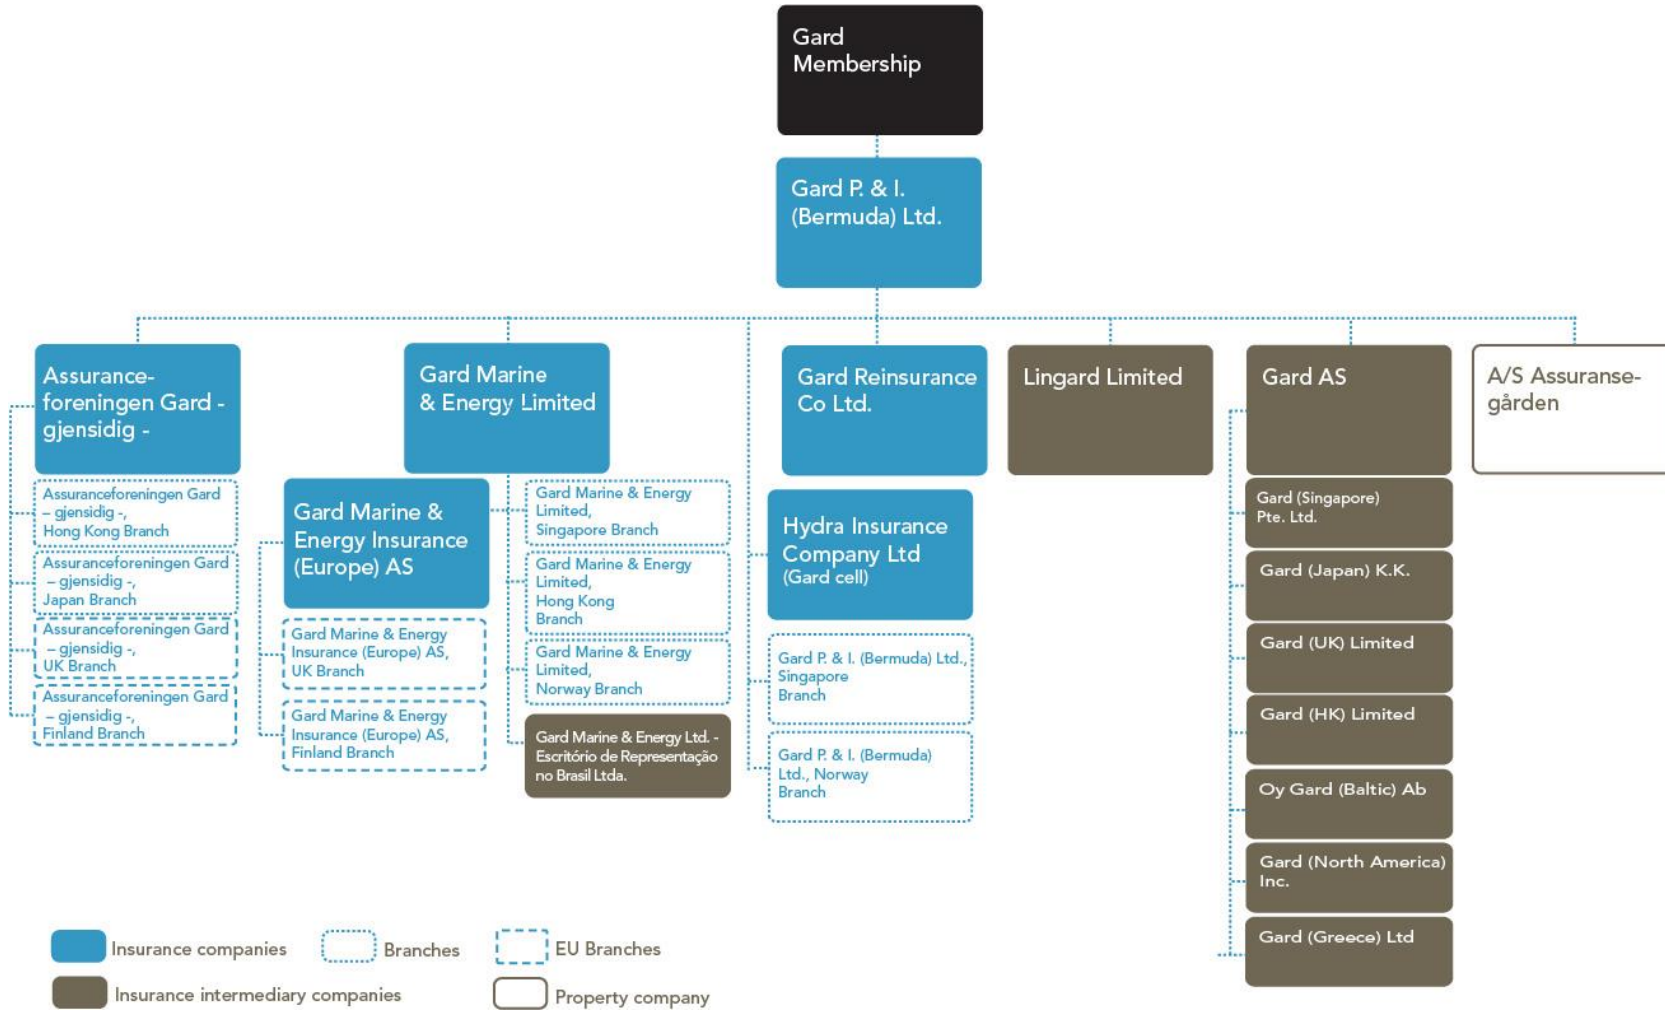 Gard
Membership
Gard P. & I.
(Bermuda) Ltd.
Assurance-
foreningen Gard -
gjensidig -
Assuranceforeningen Gard
– gjensidig -,
Hong Kong Branch
Assuranceforeningen Gard
– gjensidig -,
Japan Branch
Assuranceforeningen Gard
– gjensidig -,
UK Branch
Assuranceforeningen Gard
– gjensidig -,
Finland Branch
Gard Marine
& Energy Limited
Gard Marine &
Energy Insurance
(Europe) AS
Gard Marine & Energy
Insurance (Europe) AS,
UK Branch
Gard Marine & Energy
Insurance (Europe) AS,
Finland Branch
Gard Marine & Energy
Limited,
Singapore Branch
Gard Marine & Energy
Limited,
Hong Kong
Branch
Gard Marine & Energy
Limited,
Norway Branch
Gard Marine & Energy Ltd. -
Escritório de Representação
no Brasil Ltda.
Gard Reinsurance
Co Ltd.
Hydra Insurance
Company Ltd
(Gard cell)
Gard P. & I. (Bermuda) Ltd.,
Singapore
Branch
Gard P. & I. (Bermuda)
Ltd., Norway
Branch
Lingard Limited
Gard AS
Gard (Singapore)
Pte. Ltd.
Gard (Japan) K.K.
Gard (UK) Limited
Gard (HK) Limited
Oy Gard (Baltic) Ab
Gard (North America)
Inc.
Gard (Greece) Ltd
A/S Assuranse-
gården
Insurance companies
Branches
EU Branches
Insurance intermediary companies
Property company